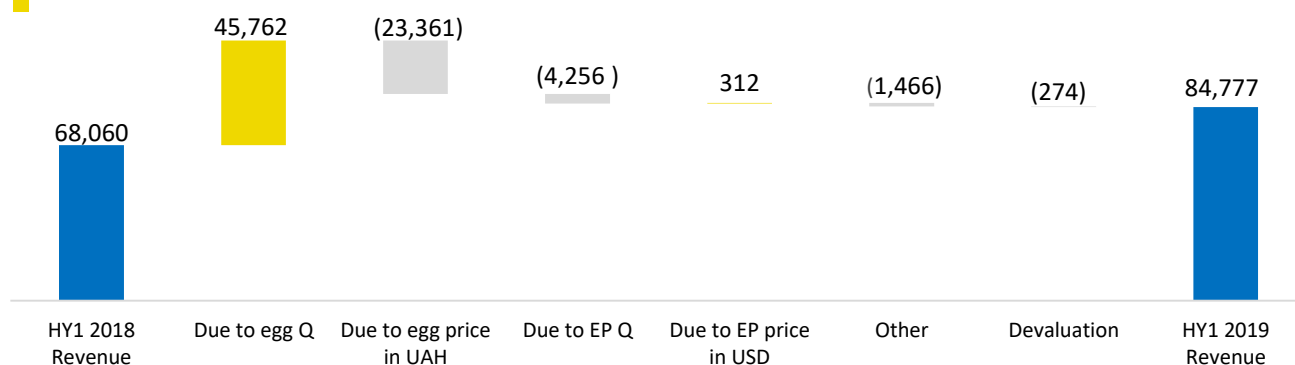 45,762
(23,361)
(4,256 )
312
(1,466)
(274)
84,777
68,060
HY1 2018
Revenue
Due to egg Q
Due to egg price
in UAH
Due to EP Q
Due to EP price
in USD
Other
Devaluation
HY1 2019
Revenue